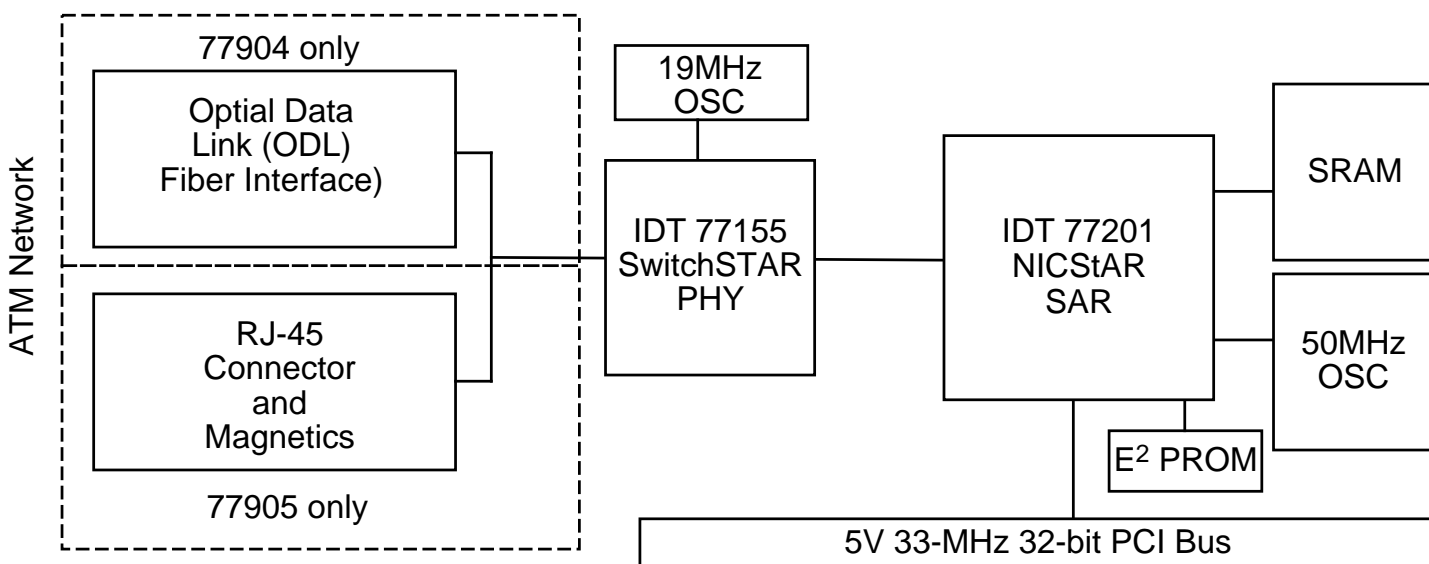 ATM Network
77904 only
Optial Data
Link (ODL)
Fiber Interface)
RJ-45
Connector
and
Magnetics
77905 only
19MHz
OSC
IDT 77155
SwitchSTAR
PHY
IDT 77201
NICStAR
SAR
SRAM
50MHz
OSC
E² PROM
5V 33-MHz 32-bit PCI Bus